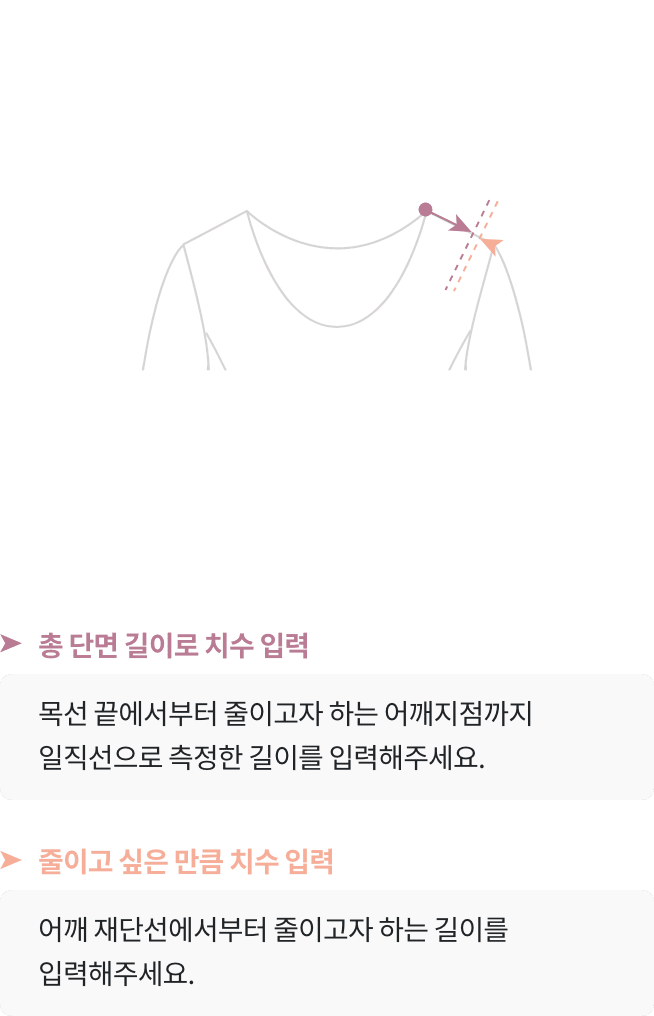 총 단면 길이로 치수 입력
목선 끝에서부터 줄이고자 하는 어깨지점까지
일직선으로 측정한 길이를 입력해주세요.
줄이고 싶은 만큼 치수 입력
어깨 재단선에서부터 줄이고자 하는 길이를
입력해주세요.